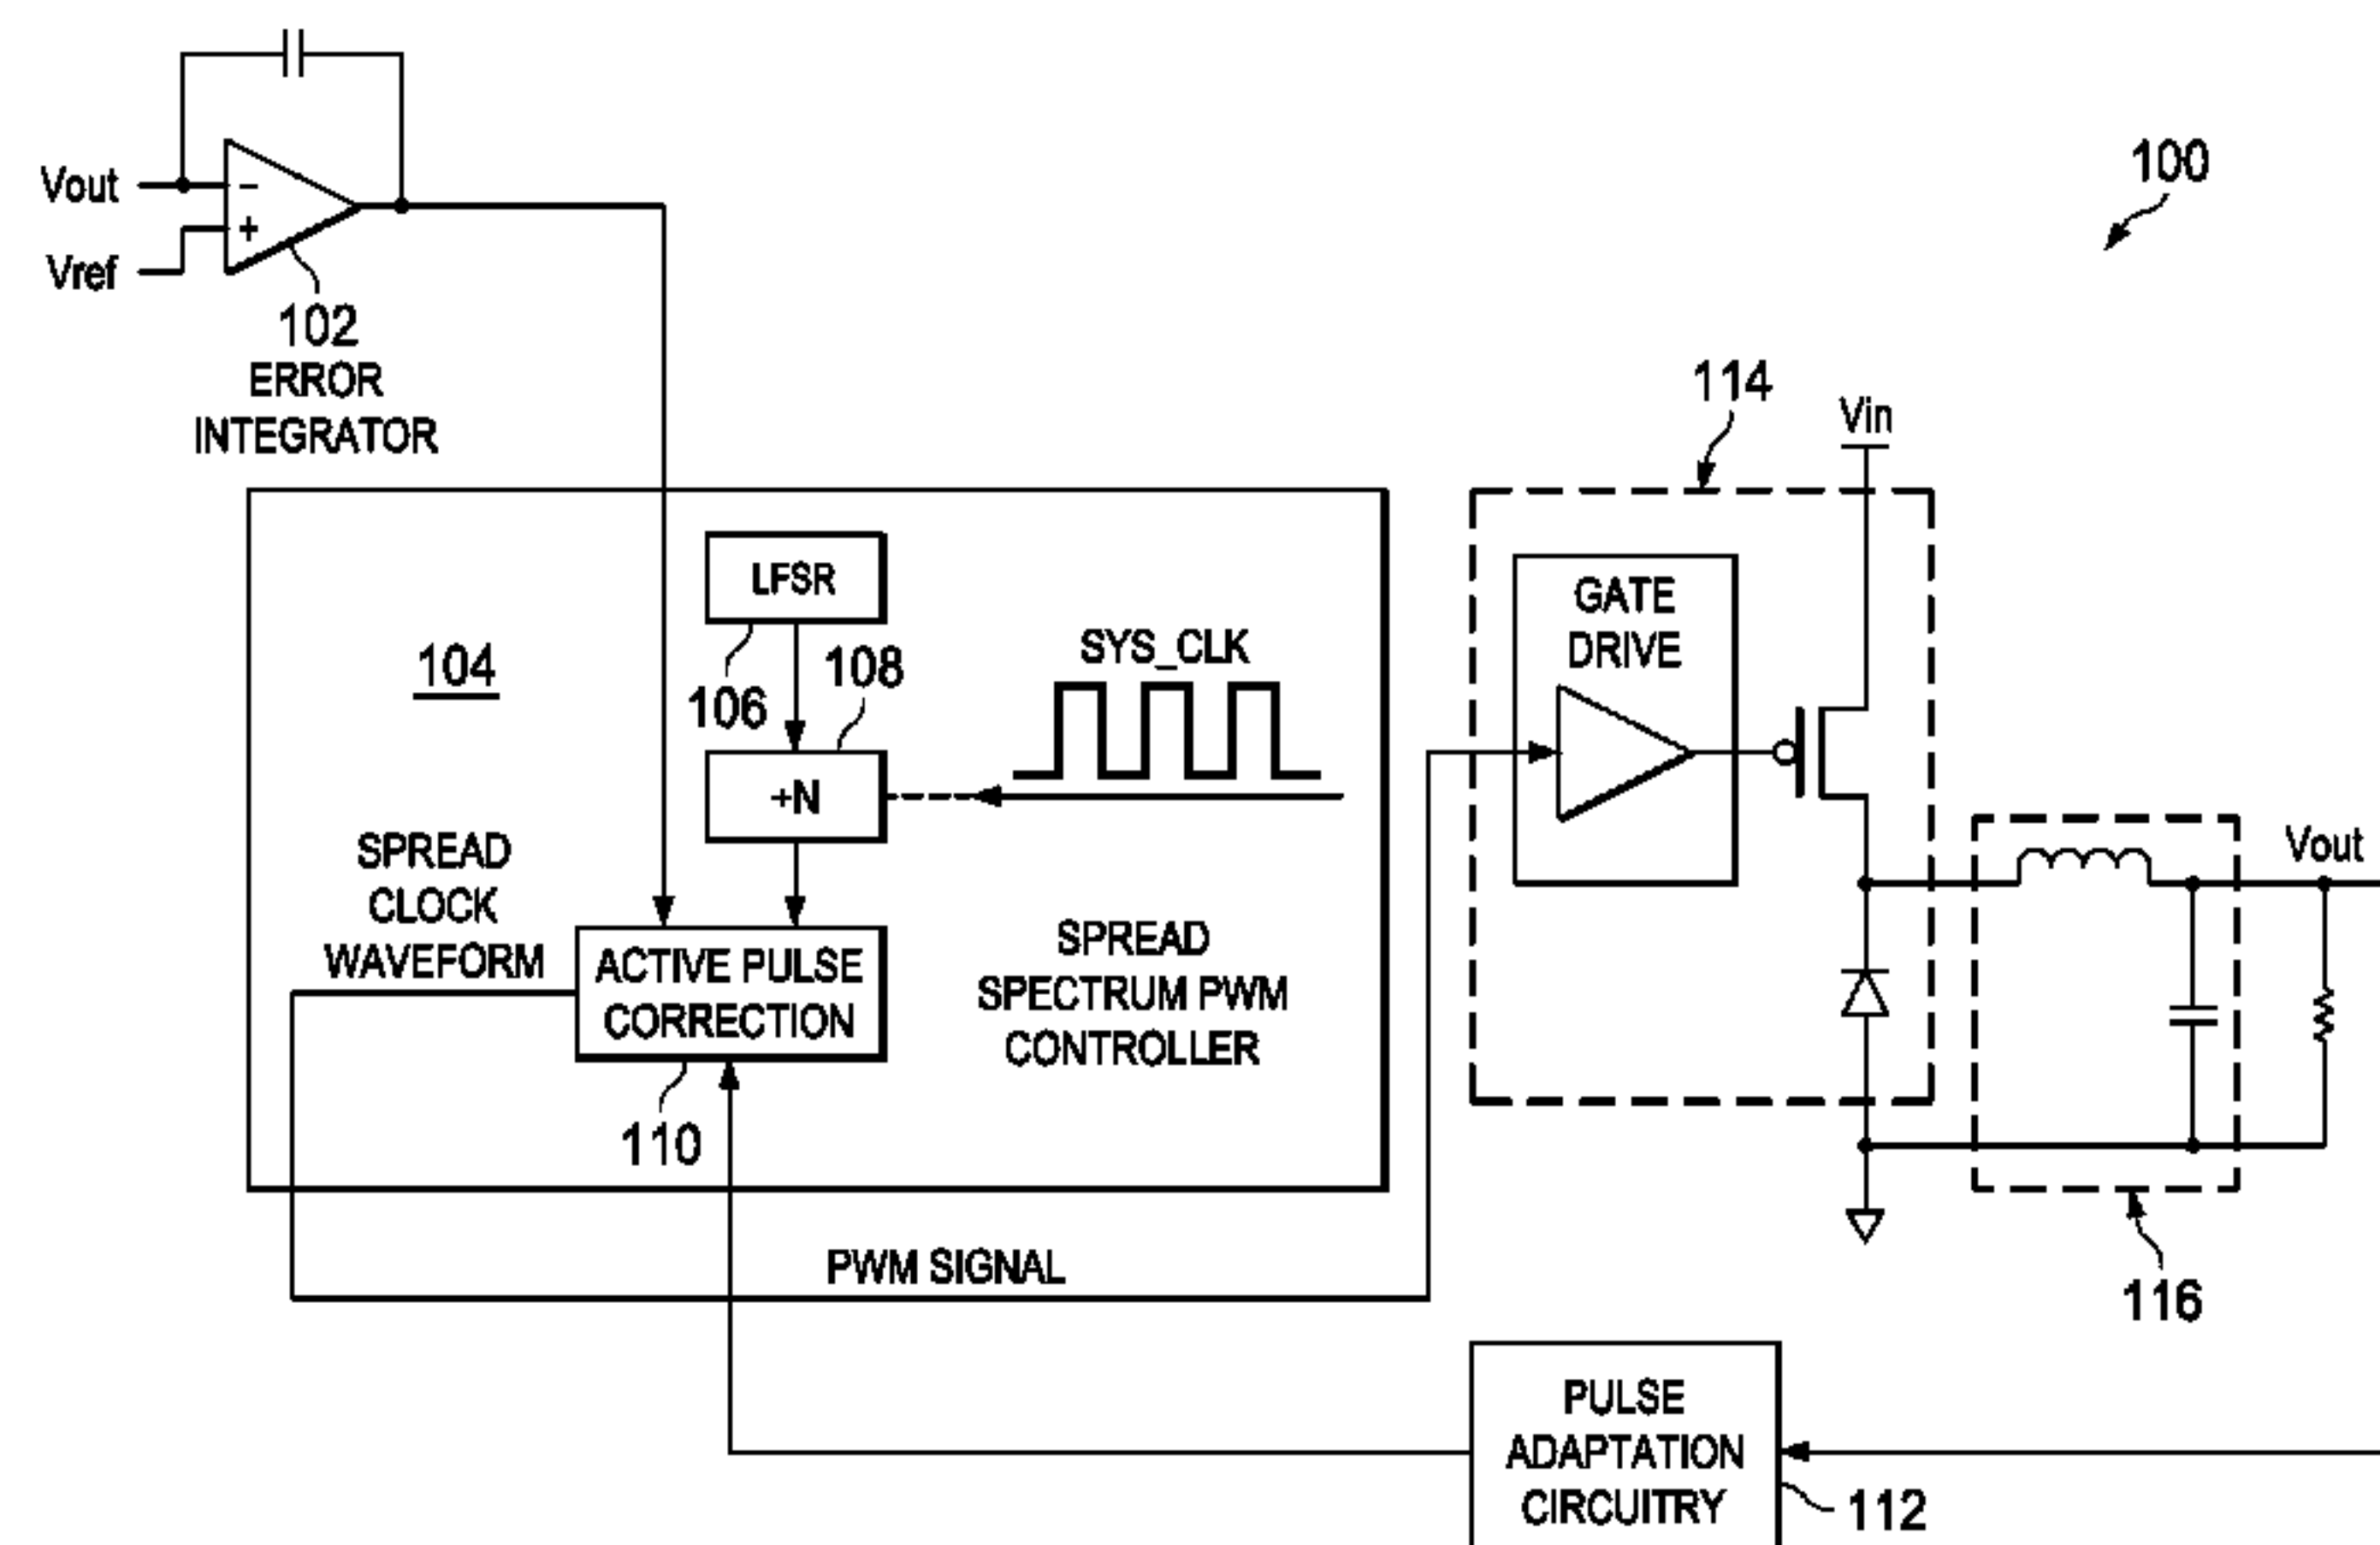 Vout
-
+
Vref
102
ERROR
INTEGRATOR
100
114
Vin
LFSR
GATE
DRIVE
104
106
108
SYS_CLK
÷N
Vout
SPREAD
CLOCK
WAVEFORM
ACTIVE PULSE
CORRECTION
SPREAD
SPECTRUM PWM
CONTROLLER
110
PWM SIGNAL
116
PULSE
ADAPTATION
CIRCUITRY
112